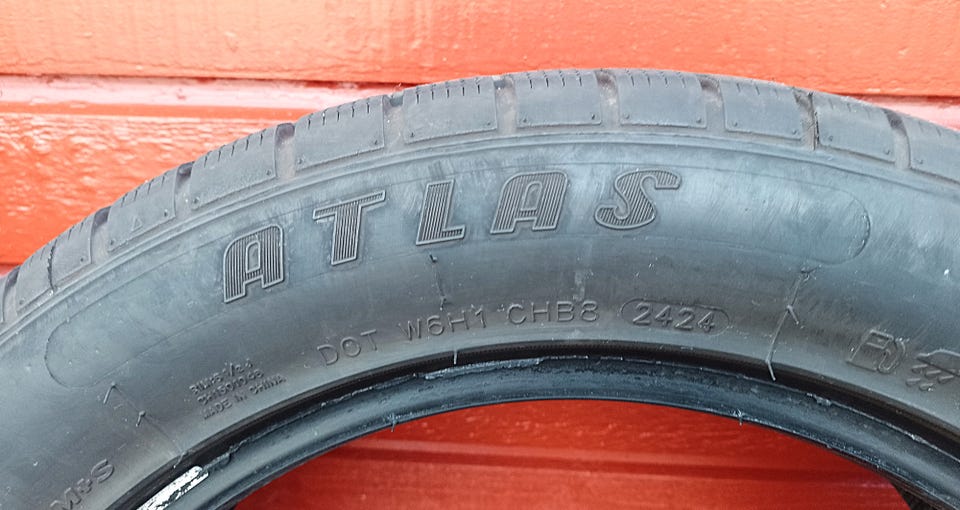 ATLAS
DOT W6H1 CHB8 2424
MADE IN CHINA
M+S